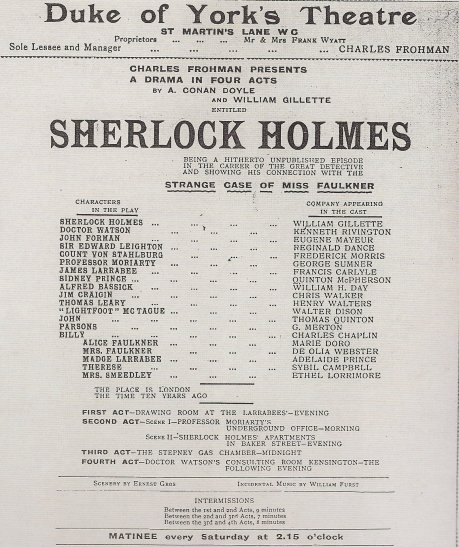 Duke of York's Theatre
ST MARTIN'S LANE W C
Proprietors ... ... ... Mr & Mrs FRANK WYATT
Sole Lessee and Manager ... ... ... ... ... CHARLES FROHMAN
CHARLES FROHMAN PRESENTS
A DRAMA IN FOUR ACTS
BY A. CONAN DOYLE
AND WILLIAM GILLETTE
ENTITLED
SHERLOCK HOLMES
BEING A HITHERTO UNPUBLISHED EPISODE
IN THE CAREER OF THE GREAT DETECTIVE
AND SHOWING HIS CONNECTION WITH THE
STRANGE CASE OF MISS FAULKNER
CHARACTERS IN THE PLAY
COMPANY APPEARING IN THE CAST
SHERLOCK HOLMES ... ... ... ... WILLIAM GILLETTE
DOCTOR WATSON ... ... ... ... KENNETH RIVINGTON
JOHN FORMAN ... ... ... ... EUGENE MAYEUR
SIR EDWARD LEIGHTON ... ... ... ... REGINALD DANCE
COUNT VON STAHLBURG ... ... ... ... FREDERICK MORRIS
PROFESSOR MORIARTY ... ... ... ... GEORGE SUMNER
JAMES LARRABEE ... ... ... ... FRANCIS CARLYLE
SIDNEY PRINCE ... ... ... ... QUINTON McPHERSON
ALFRED BASSICK ... ... ... ... WILLIAM H. DAY
JIM CRAIGIN ... ... ... ... CHRIS WALKER
THOMAS LEARY ... ... ... ... HENRY WALTERS
"LIGHTFOOT" McTAGUE ... ... ... ... WALTER DISON
JOHN ... ... ... ... ... THOMAS QUINTON
PARSONS ... ... ... ... ... G. MERTON
BILLY ... ... ... ... ... CHARLES CHAPLIN
ALICE FAULKNER ... ... ... ... MARIE DORO
MRS. FAULKNER ... ... ... ... DE OLIA WEBSTER
MADGE LARRABEE ... ... ... ... ADELAIDE PRINCE
THERESE ... ... ... ... SYBIL CAMPBELL
MRS. SMEEDLEY ... ... ... ... ETHEL LORRIMORE
THE PLACE IS LONDON
THE TIME TEN YEARS AGO
FIRST ACT—DRAWING ROOM AT THE LARRABEES'—EVENING
SECOND ACT—SCENE I—PROFESSOR MORIARTY'S
UNDERGROUND OFFICE—MORNING
SCENE II—SHERLOCK HOLMES' APARTMENTS
IN BAKER STREET—EVENING
THIRD ACT—THE STEPNEY GAS CHAMBER—MIDNIGHT
FOURTH ACT—DOCTOR WATSON'S CONSULTING ROOM KENSINGTON—THE
FOLLOWING EVENING
SCENERY BY ERNEST GROS INCIDENTAL MUSIC BY WILLIAM FURST
INTERMISSIONS
Between the 1st and 2nd Acts, 9 minutes
Between the 2nd and 3rd Acts, 7 minutes
Between the 3rd and 4th Acts, 8 minutes
MATINEE every Saturday at 2.15 o'clock